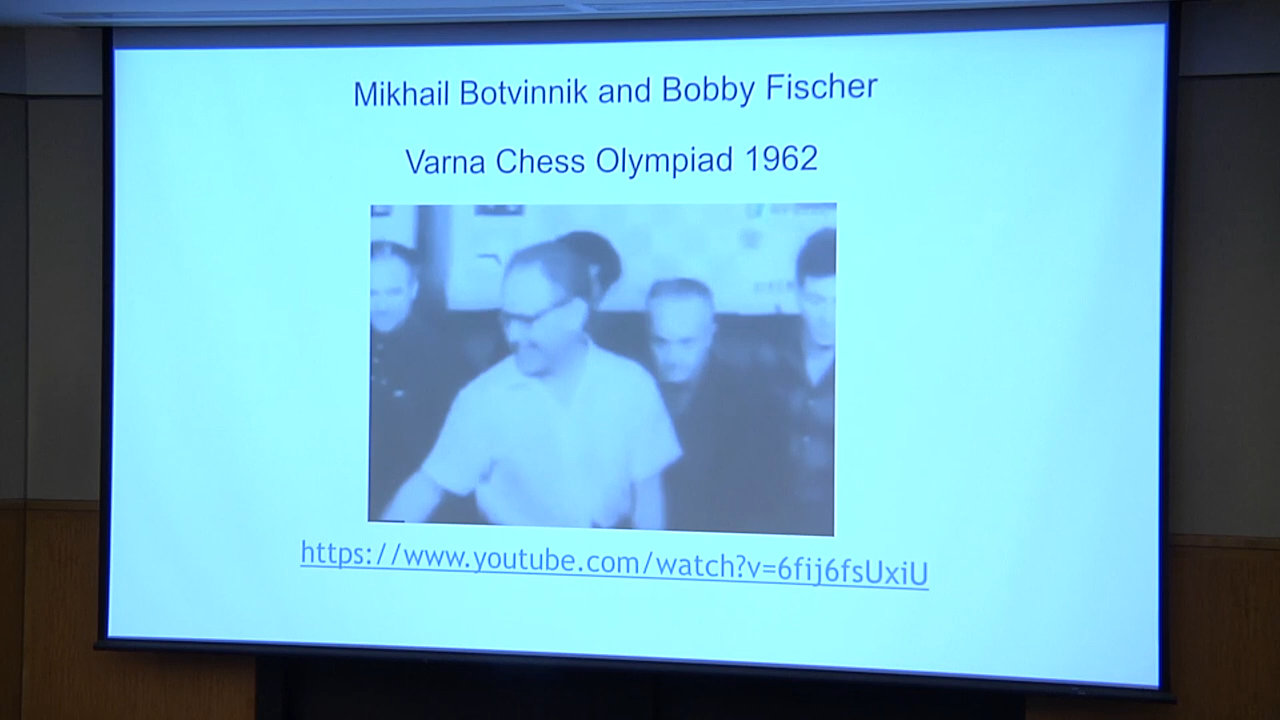 Mikhail Botvinnik and Bobby Fischer
Varna Chess Olympiad 1962
https://www.youtube.com/watch?v=6fij6fsUxiU